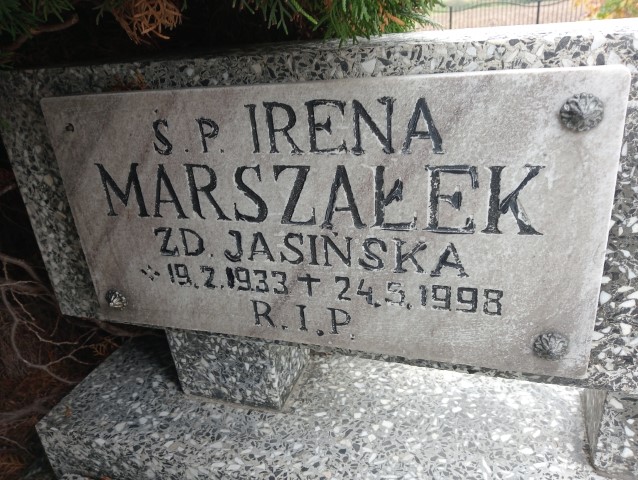 Ś.P. IRENA
MARSZAŁEK
ZD. JASIŃSKA
* 19.2.1933 + 24.5.1998
R.I.P.